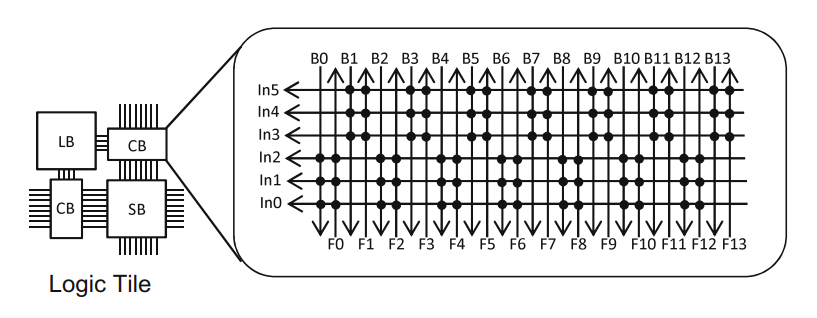 B0 B1 B2 B3 B4 B5 B6 B7 B8 B9 B10 B11 B12 B13
In5
In4
In3
In2
In1
In0
F0 F1 F2 F3 F4 F5 F6 F7 F8 F9 F10 F11 F12 F13
LB
CB
CB
SB
Logic Tile